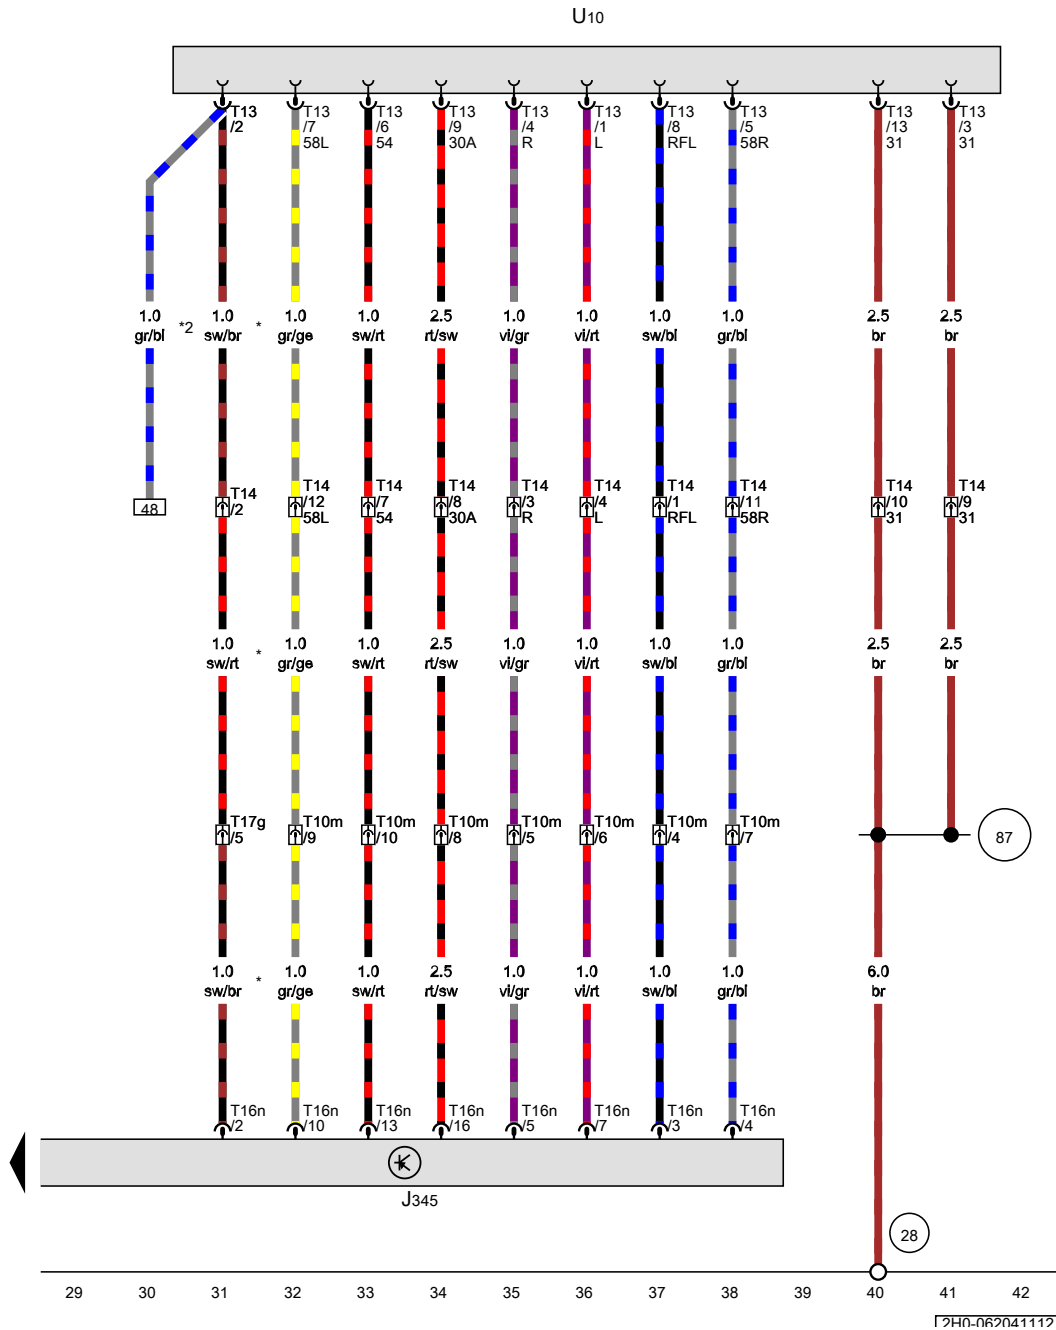 U10
T13 T13 T13 T13 T13 T13 T13 T13 T13 T13
/2 /7 /6 /9 /4 /1 /8 /5 /13 /3
58L 54 30A R L RFL 58R 31 31
1.0 1.0 1.0 1.0 2.5 1.0 1.0 1.0 1.0 2.5 2.5
gr/bl *2 sw/br * gr/ge sw/rt rt/sw vi/gr vi/rt sw/bl gr/bl br br
T14 T14 T14 T14 T14 T14 T14 T14 T14 T14
48 /2 /12 /7 /8 /3 /4 /1 /11 /10 /9
58L 54 30A R L RFL 58R 31 31
1.0 1.0 1.0 2.5 1.0 1.0 1.0 1.0 2.5 2.5
sw/rt * gr/ge sw/rt rt/sw vi/gr vi/rt sw/bl gr/bl br br
T17g T10m T10m T10m T10m T10m T10m T10m
/5 /9 /10 /8 /5 /6 /4 /7 87
1.0 1.0 1.0 2.5 1.0 1.0 1.0 1.0 6.0
sw/br * gr/ge sw/rt rt/sw vi/gr vi/rt sw/bl gr/bl br
T16n T16n T16n T16n T16n T16n T16n T16n
/2 /10 /13 /16 /5 /7 /3 /4
J345
28
29 30 31 32 33 34 35 36 37 38 39 40 41 42
2H0-062041112